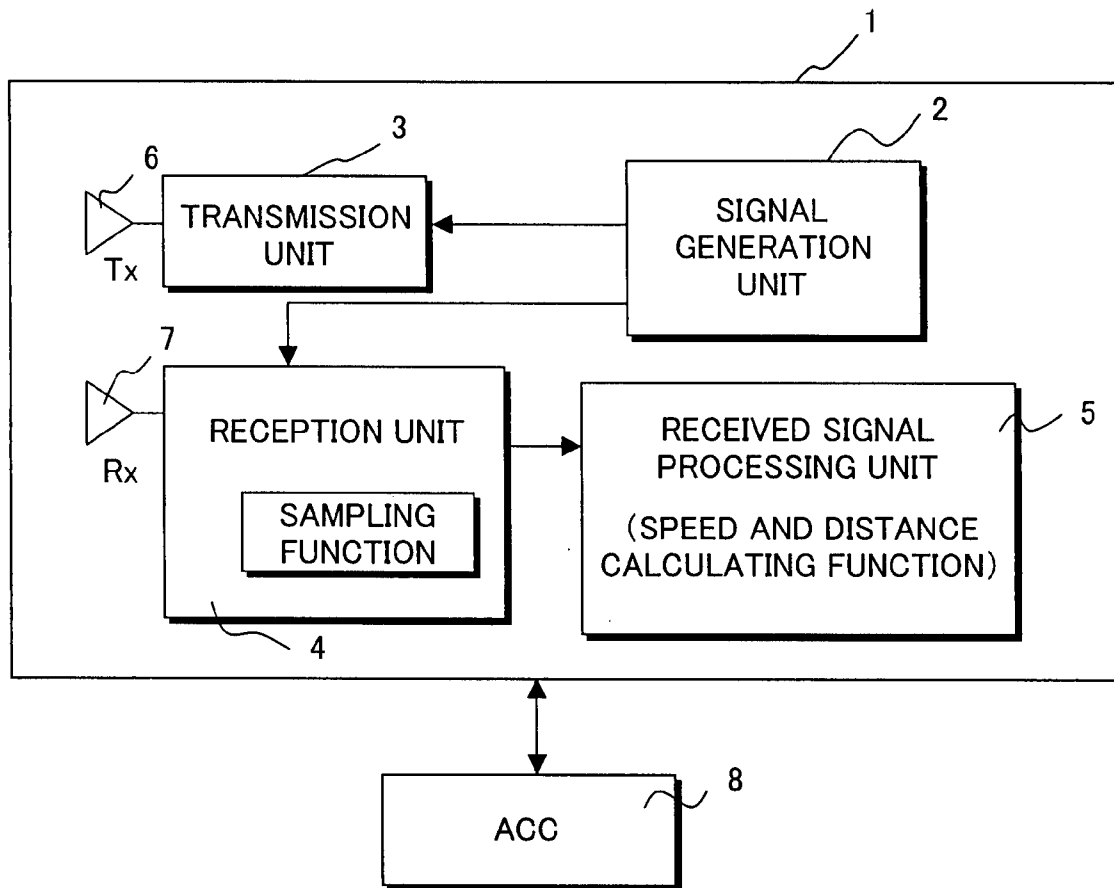 1
2
3
6
TRANSMISSION
UNIT
SIGNAL
GENERATION
UNIT
Tx
7
5
RECEPTION UNIT
RECEIVED SIGNAL
PROCESSING UNIT
Rx
SAMPLING
FUNCTION
(SPEED AND DISTANCE
CALCULATING FUNCTION)
4
8
ACC